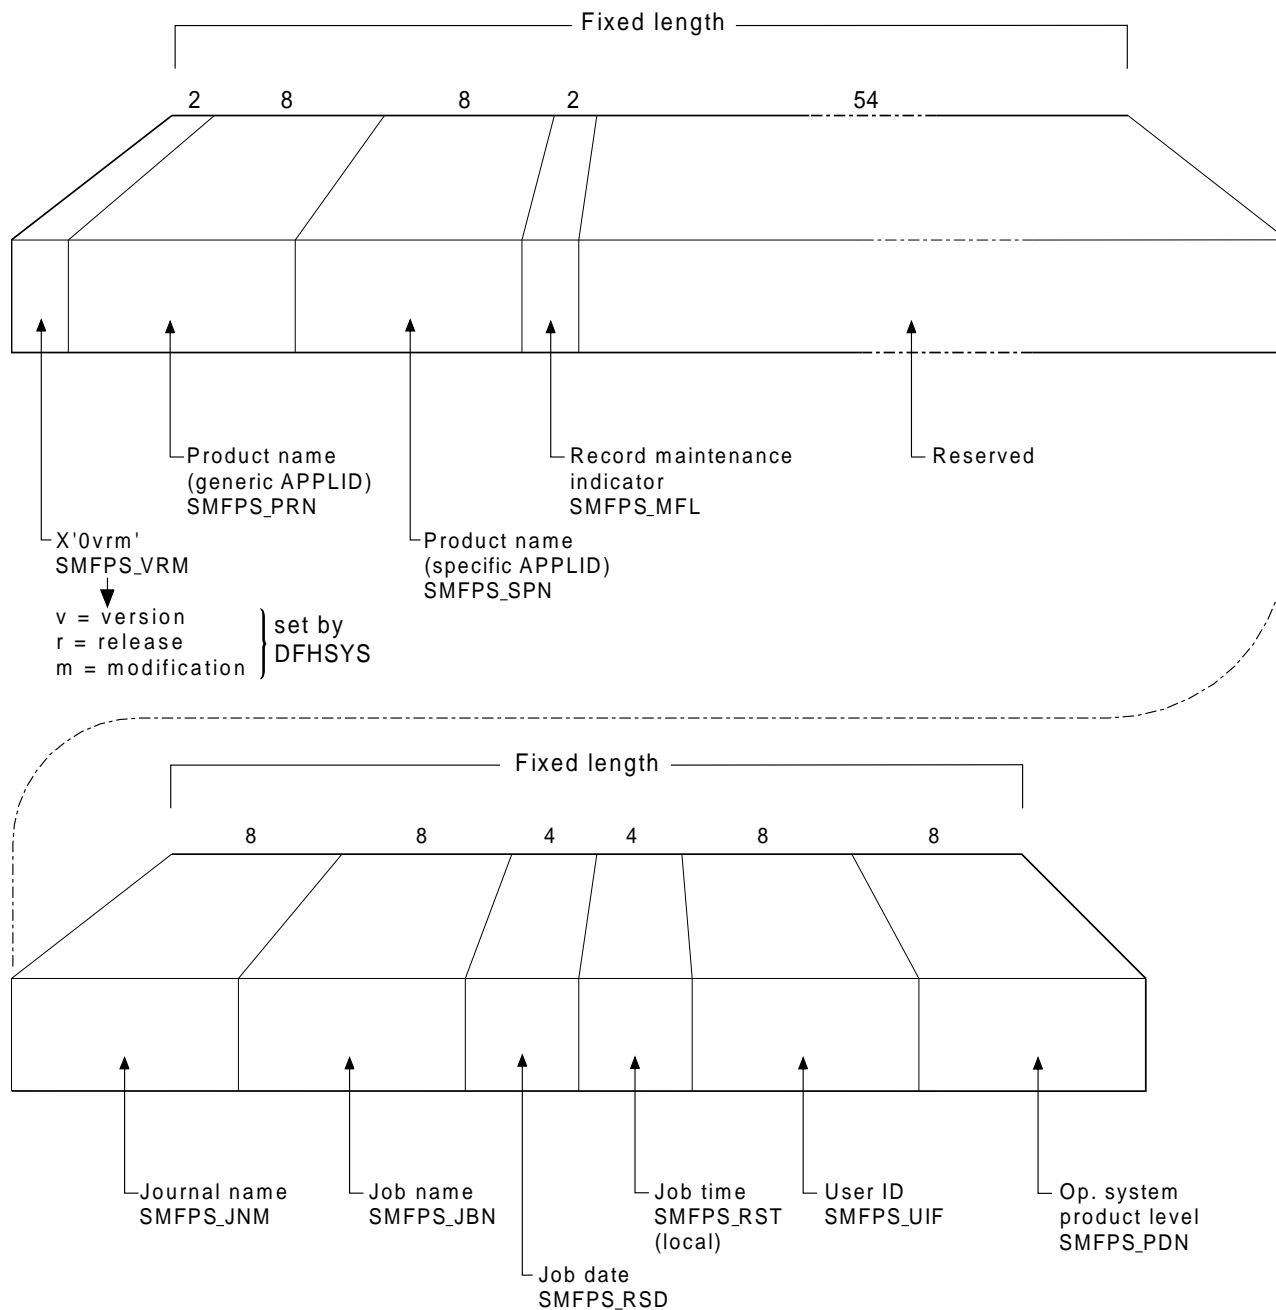 Fixed length
2 8 8 2 54
Product name
(generic APPLID)
SMFPS_PRN
Record maintenance
indicator
SMFPS_MFL
Reserved
X'0vrm'
SMFPS_VRM
Product name
(specific APPLID)
SMFPS_SPN
v = version
r = release
m = modification
set by
DFHSYS
Fixed length
8 8 4 4 8 8
Journal name
SMFPS_JNM
Job name
SMFPS_JBN
Job time
SMFPS_RST
(local)
User ID
SMFPS_UIF
Op. system
product level
SMFPS_PDN
Job date
SMFPS_RSD